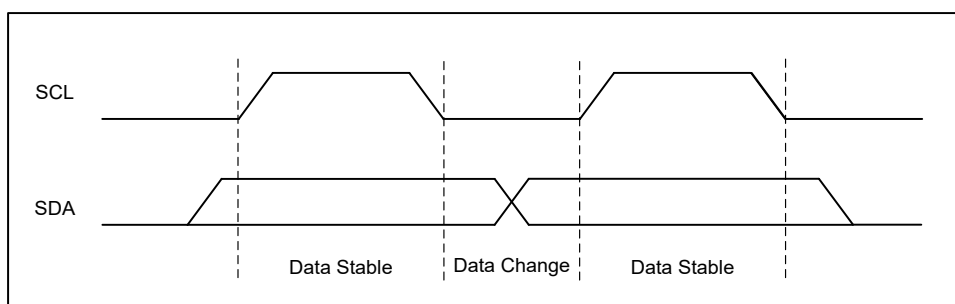 SCL
SDA
Data Stable
Data Change
Data Stable